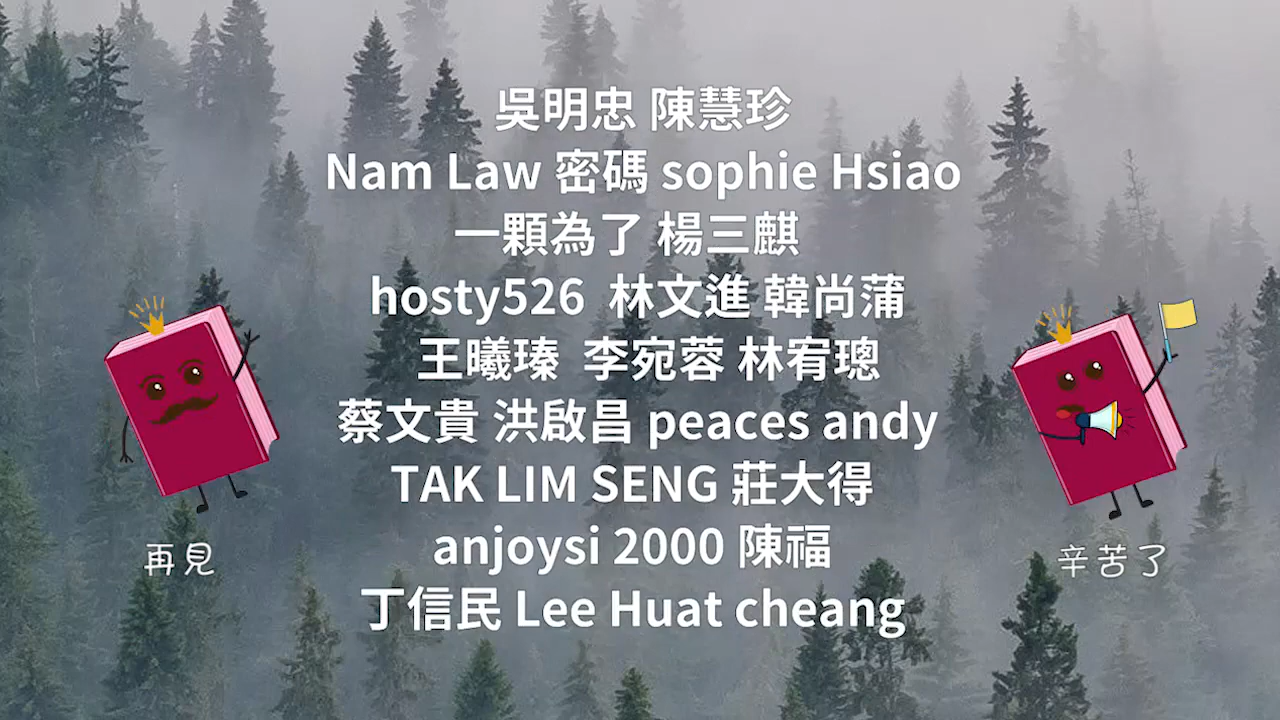 吳明忠 陳慧珍
Nam Law 密碼 sophie Hsiao
一顆為了 楊三麒
hosty526 林文進 韓尚蒲
王曦瑧 李宛蓉 林宥璁
蔡文貴 洪啟昌 peaces andy
TAK LIM SENG 莊大得
anjoysi 2000 陳福
丁信民 Lee Huat cheang
再見
辛苦了